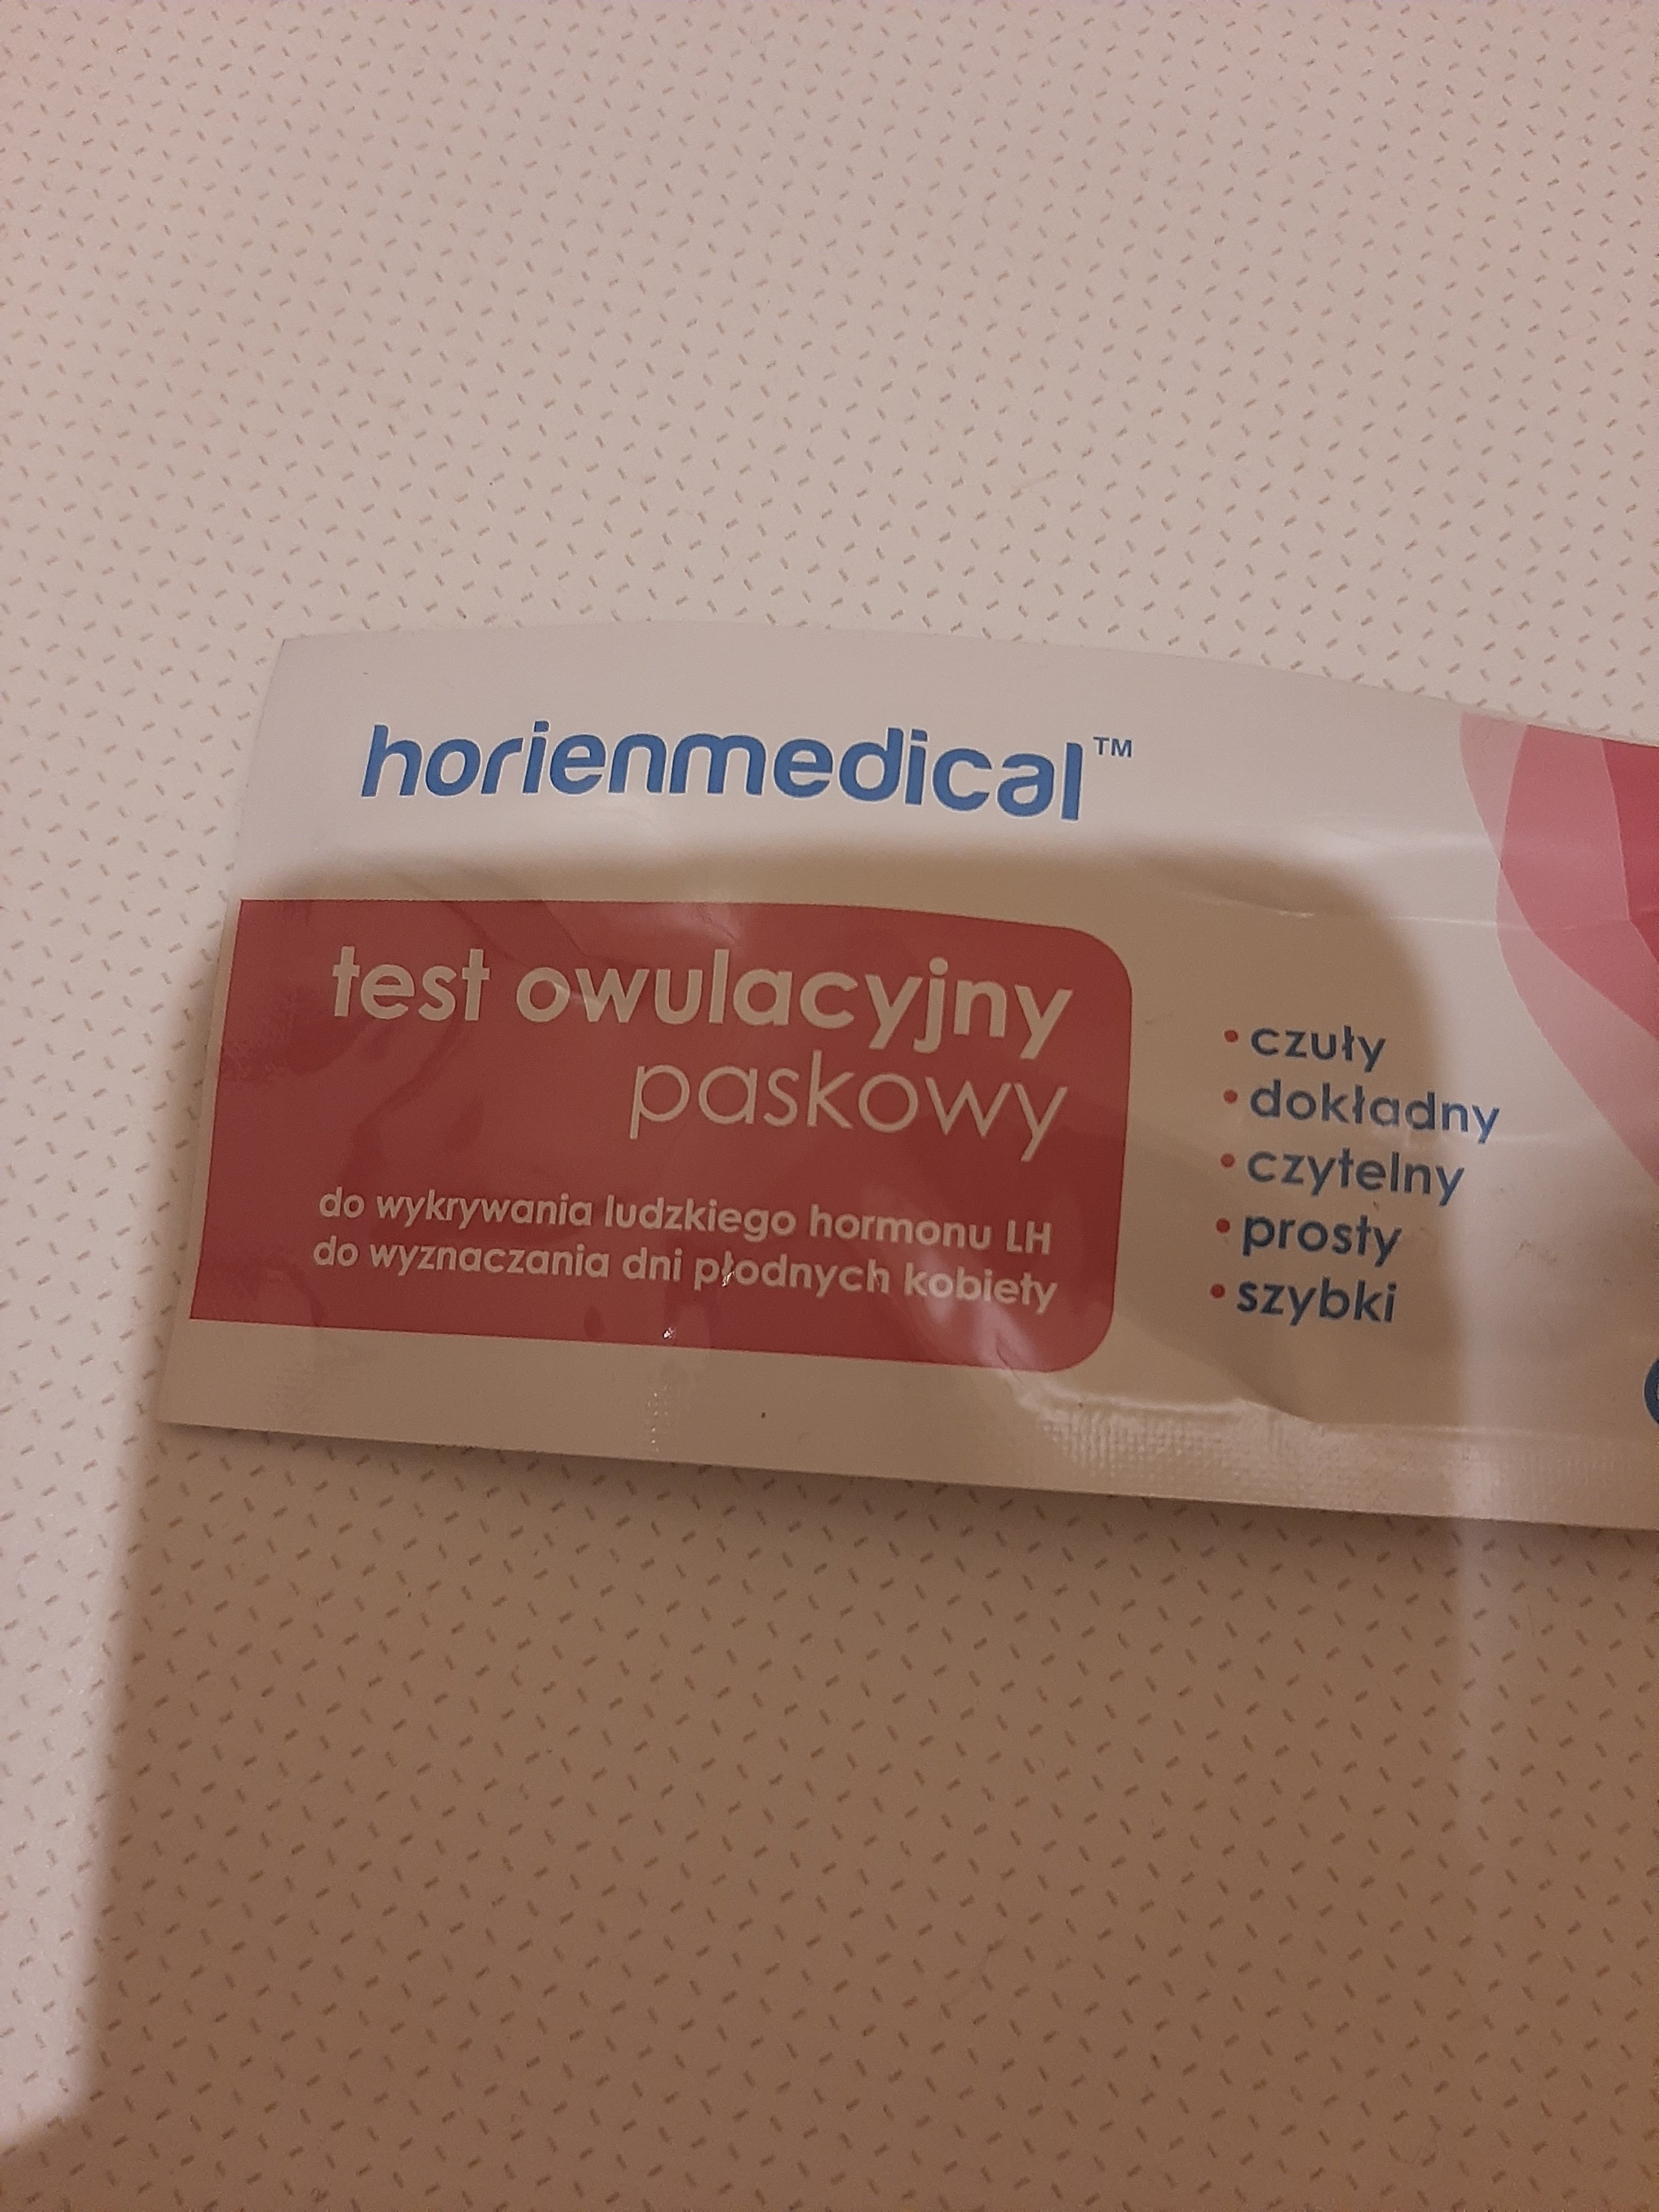 horienmedical™
test owulacyjny
paskowy
do wykrywania ludzkiego hormonu LH
do wyznaczania dni płodnych kobiety
• czuły
• dokładny
• czytelny
• prosty
• szybki